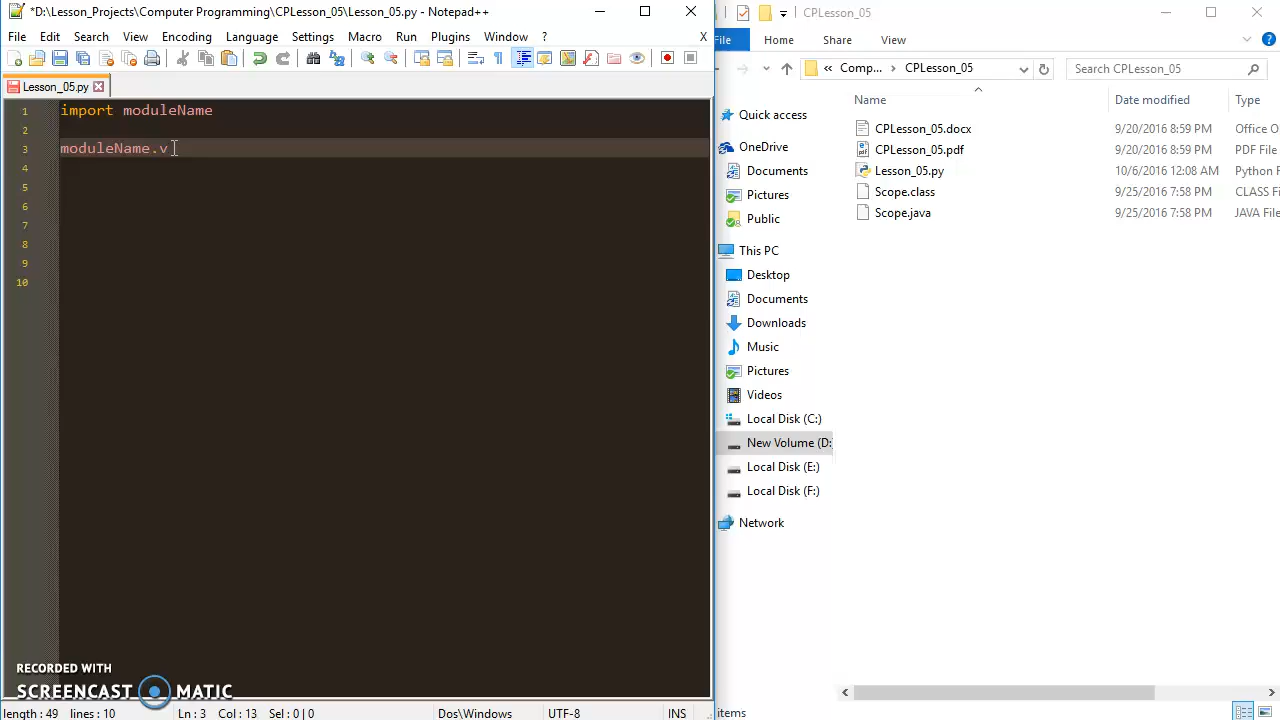 *D:\Lesson_Projects\Computer Programming\CPLesson_05\Lesson_05.py - Notepad++
File Edit Search View Encoding Language Settings Macro Run Plugins Window ? X
Lesson_05.py
1 import moduleName
2
3 moduleName.v
4
5
6
7
8
9
10
RECORDED WITH
SCREENCAST MATIC
length: 49 lines: 10 Ln:3 Col:13 Sel:0|0 Dos\Windows UTF-8 INS
CPLesson_05
File Home Share View
« Comp... > CPLesson_05 Search CPLesson_05
Quick access
OneDrive
Documents
Pictures
Public
This PC
Desktop
Documents
Downloads
Music
Pictures
Videos
Local Disk (C:)
New Volume (D:
Local Disk (E:)
Local Disk (F:)
Network
Name Date modified Type
CPLesson_05.docx 9/20/2016 8:59 PM Office O
CPLesson_05.pdf 9/20/2016 8:59 PM PDF File
Lesson_05.py 10/6/2016 12:08 AM Python F
Scope.class 9/25/2016 7:58 PM CLASS Fi
Scope.java 9/25/2016 7:58 PM JAVA File
items